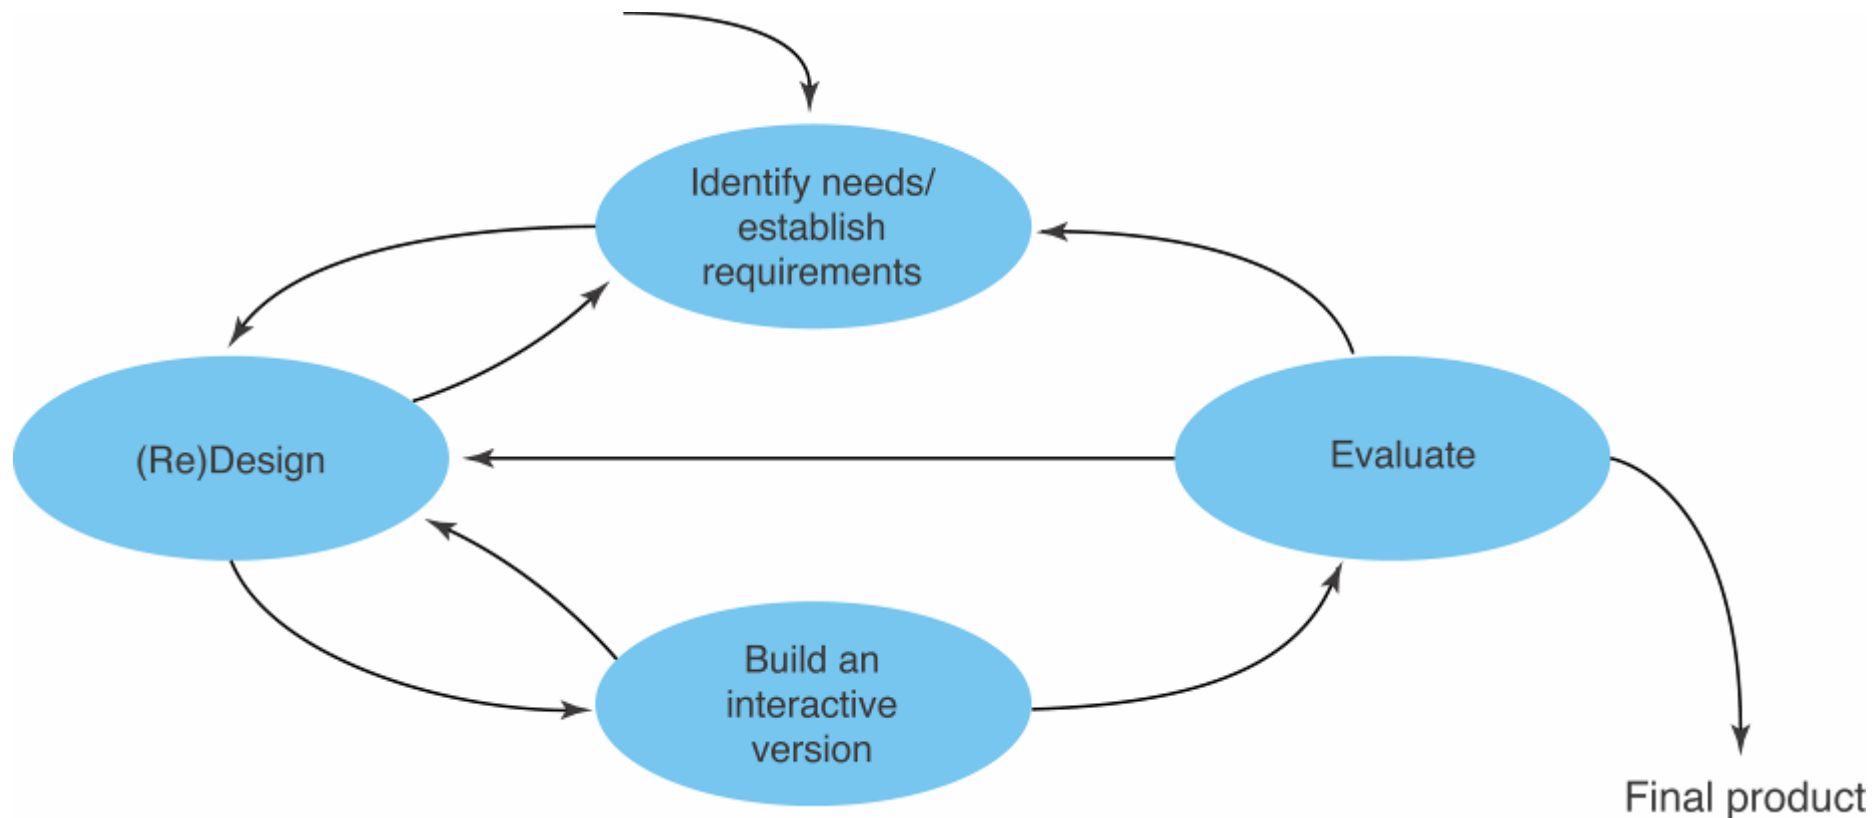 Identify needs/
establish
requirements
(Re)Design
Evaluate
Build an
interactive
version
Final product